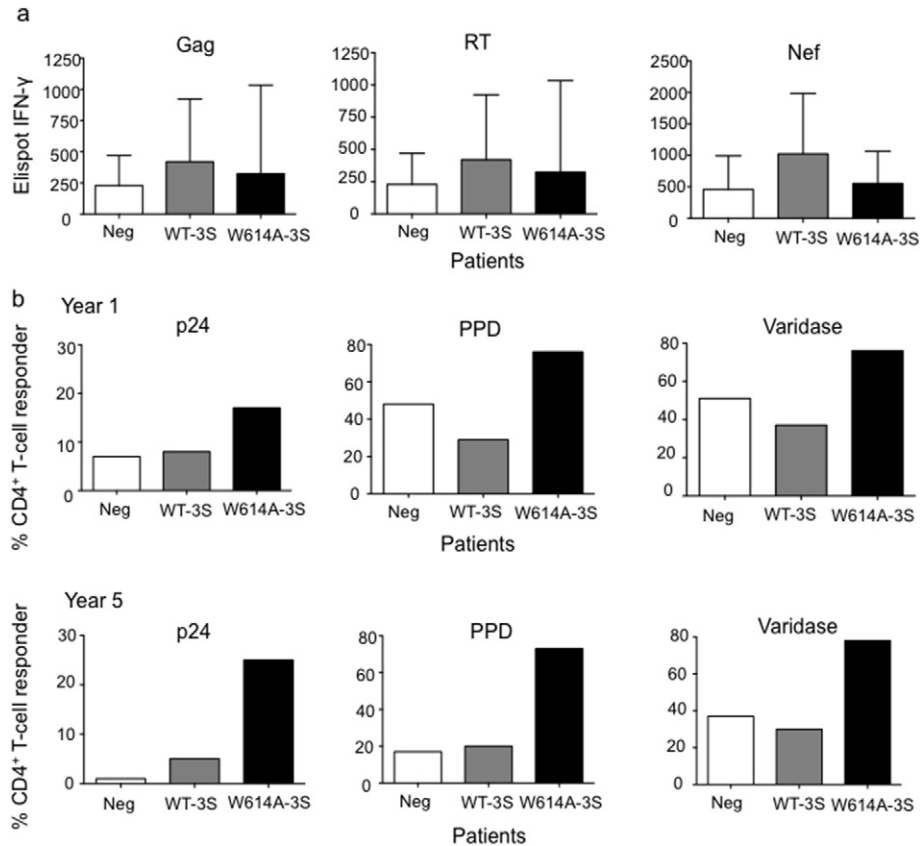 a
Gag
RT
Nef
Elispot IFN-γ
1250
1000
750
500
250
0
Neg
WT-3S
W614A-3S
1250
1000
750
500
250
0
Neg
WT-3S
W614A-3S
2500
2000
1500
1000
500
0
Neg
WT-3S
W614A-3S
Patients
b
Year 1
p24
PPD
Varidase
% CD4⁺ T-cell responder
30
20
10
0
Neg
WT-3S
W614A-3S
80
60
40
20
0
Neg
WT-3S
W614A-3S
80
60
40
20
0
Neg
WT-3S
W614A-3S
Patients
Year 5
p24
PPD
Varidase
% CD4⁺ T-cell responder
30
20
10
0
Neg
WT-3S
W614A-3S
80
60
40
20
0
Neg
WT-3S
W614A-3S
80
60
40
20
0
Neg
WT-3S
W614A-3S
Patients